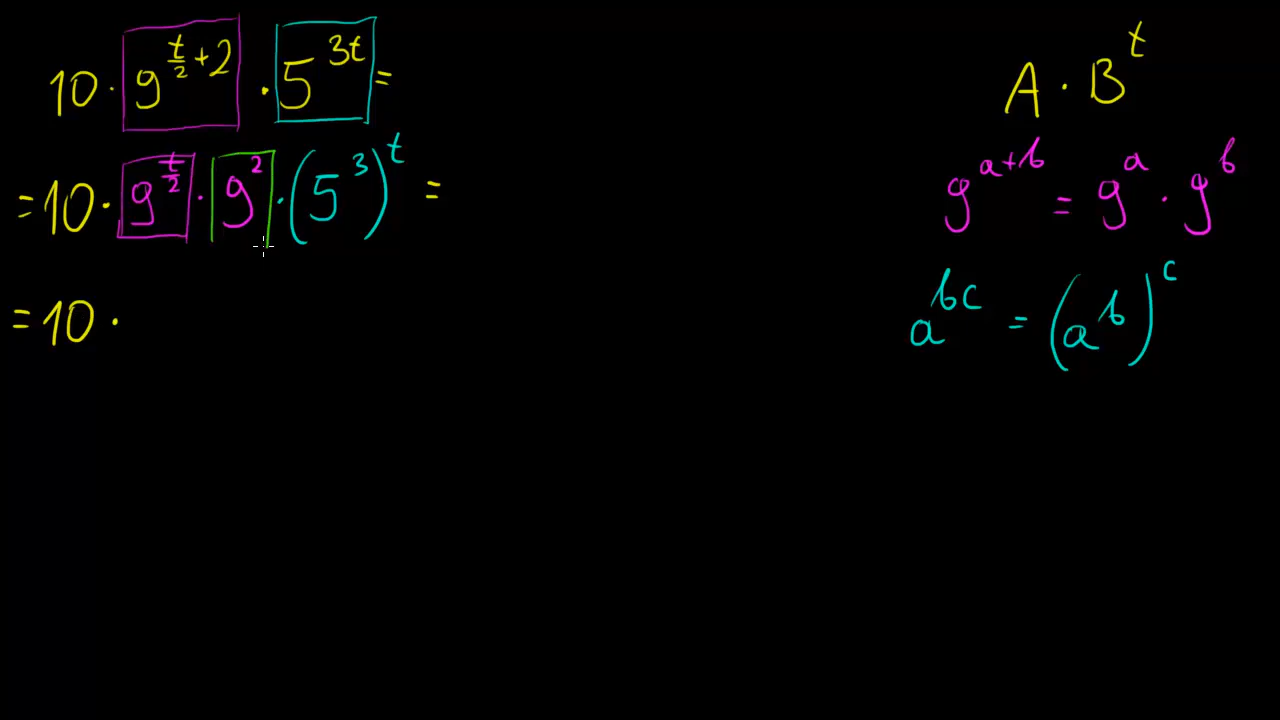 10 · 9^{t/2 + 2} · 5^{3t} =
= 10 · 9^{t/2} · 9^2 · (5^3)^t =
= 10 ·
A · B^t
9^{a+b} = 9^a · 9^b
a^{bc} = (a^b)^c